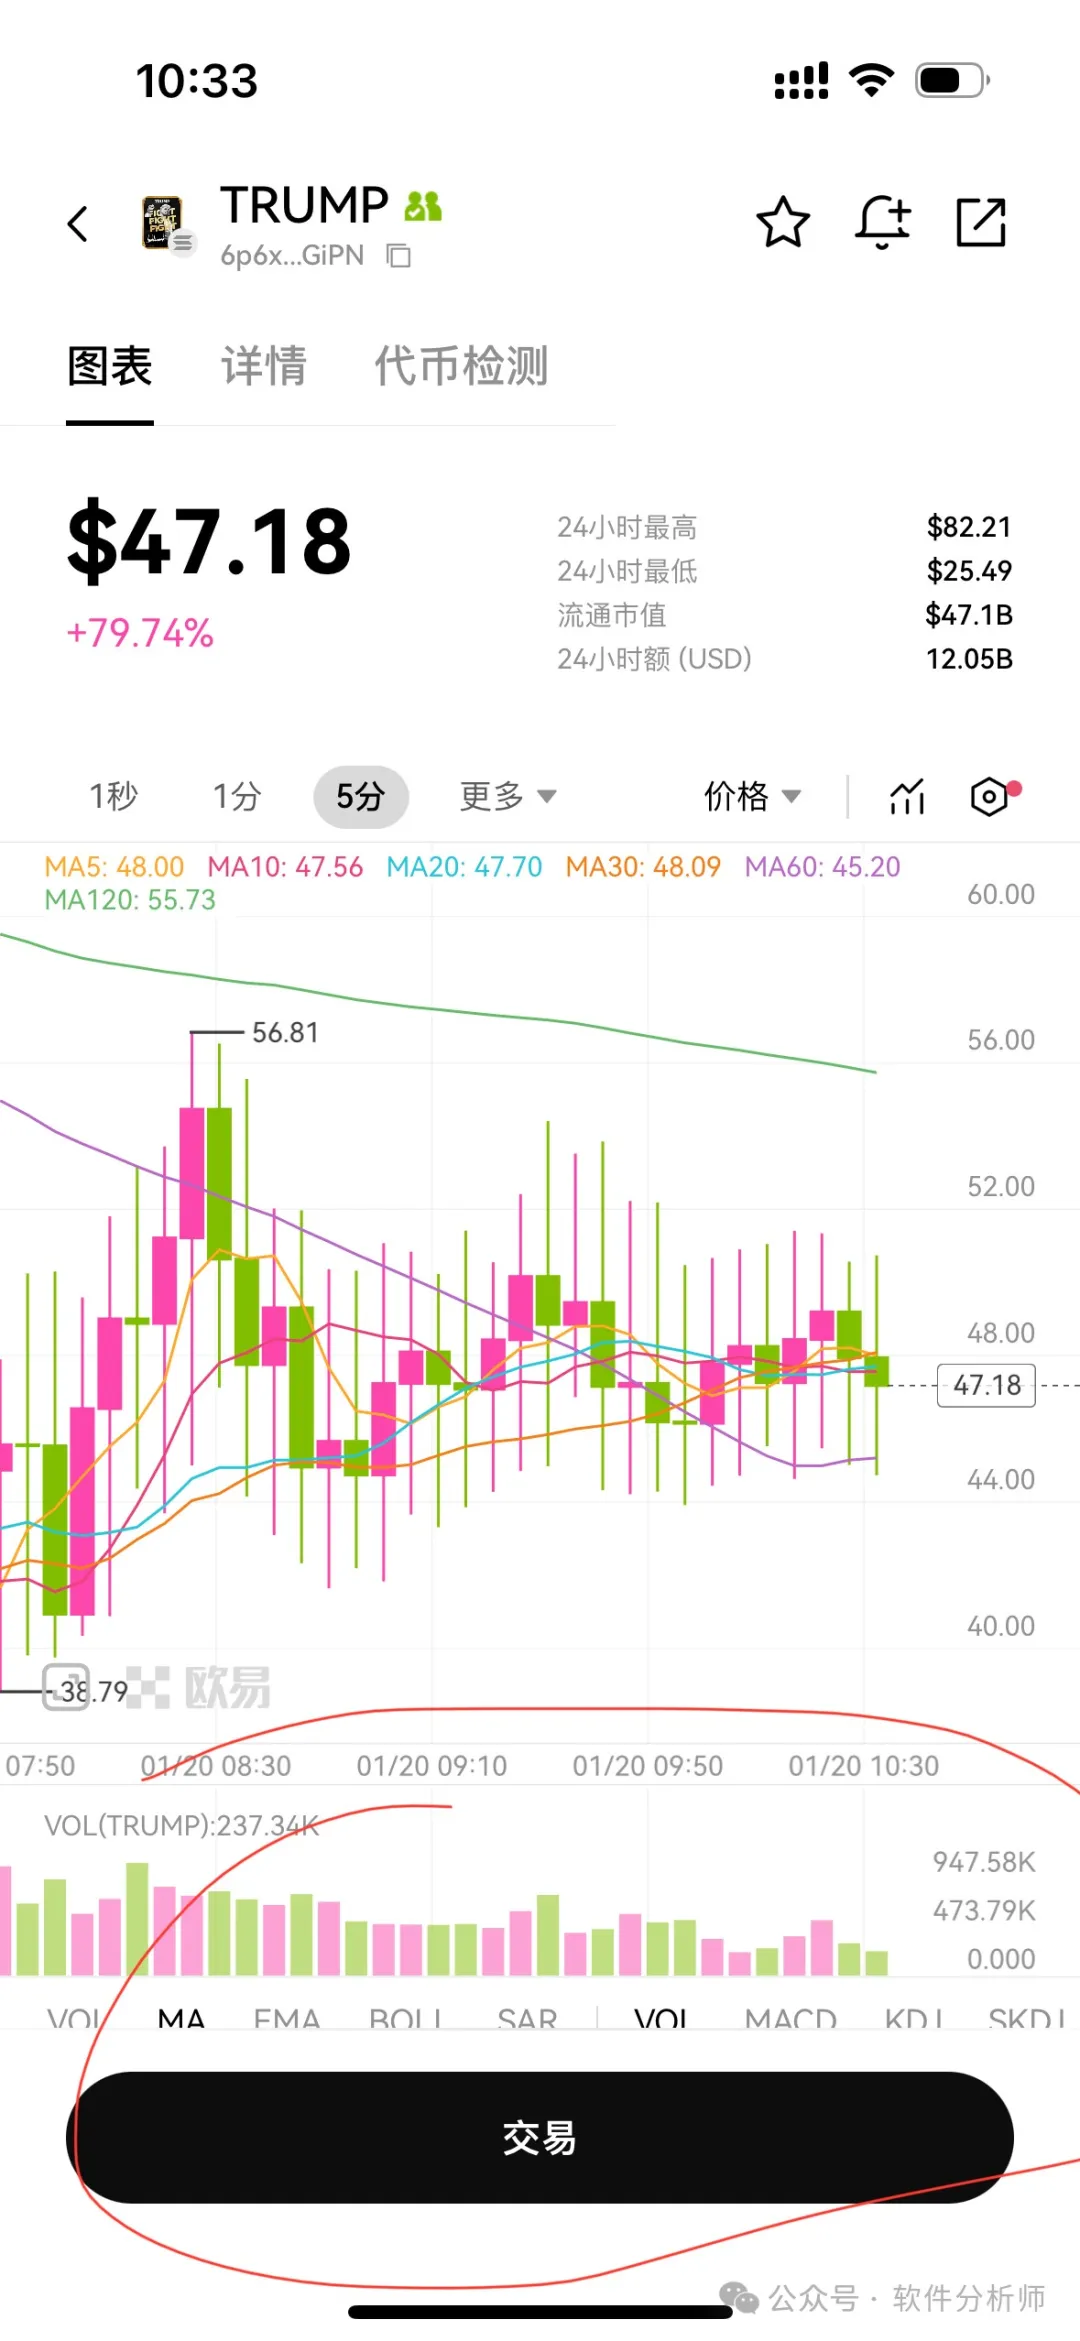 10:33
TRUMP
6p6x...GiPN
图表 详情 代币检测
$47.18
+79.74%
24小时最高 $82.21
24小时最低 $25.49
流通市值 $47.1B
24小时额 (USD) 12.05B
1秒 1分 5分 更多 价格
MA5: 48.00 MA10: 47.56 MA20: 47.70 MA30: 48.09 MA60: 45.20
MA120: 55.73
60.00
56.81
56.00
52.00
48.00
47.18
44.00
40.00
38.79 欧易
07:50 01/20 08:30 01/20 09:10 01/20 09:50 01/20 10:30
VOL(TRUMP):237.34K
947.58K
473.79K
0.000
VOL MA EMA BOLL SAR VOL MACD KDJ SKDJ
交易
公众号 · 软件分析师